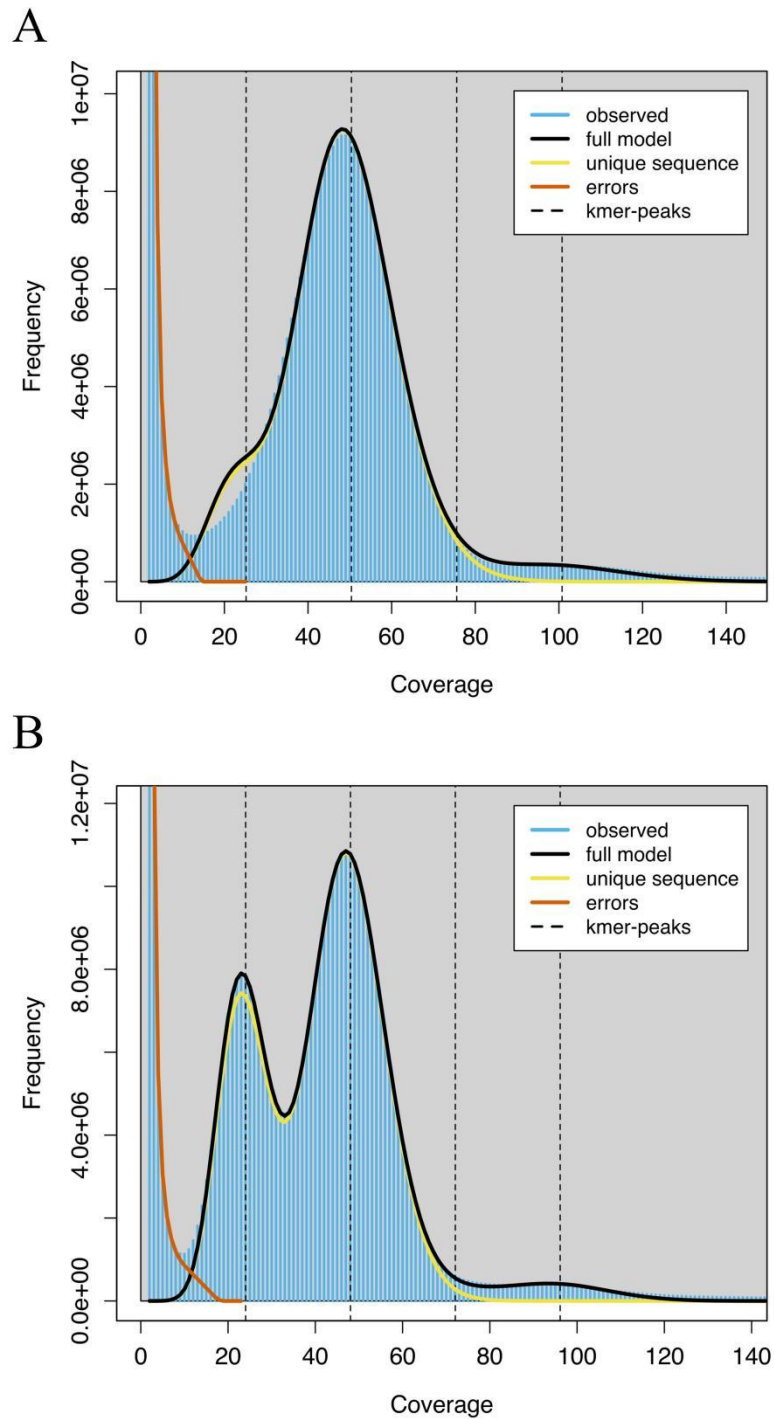 A
1e+07
8e+06
6e+06
4e+06
2e+06
0e+00
Frequency
observed
full model
unique sequence
errors
kmer-peaks
0 20 40 60 80 100 120 140
Coverage
B
1.2e+07
8.0e+06
4.0e+06
0.0e+00
Frequency
observed
full model
unique sequence
errors
kmer-peaks
0 20 40 60 80 100 120 140
Coverage